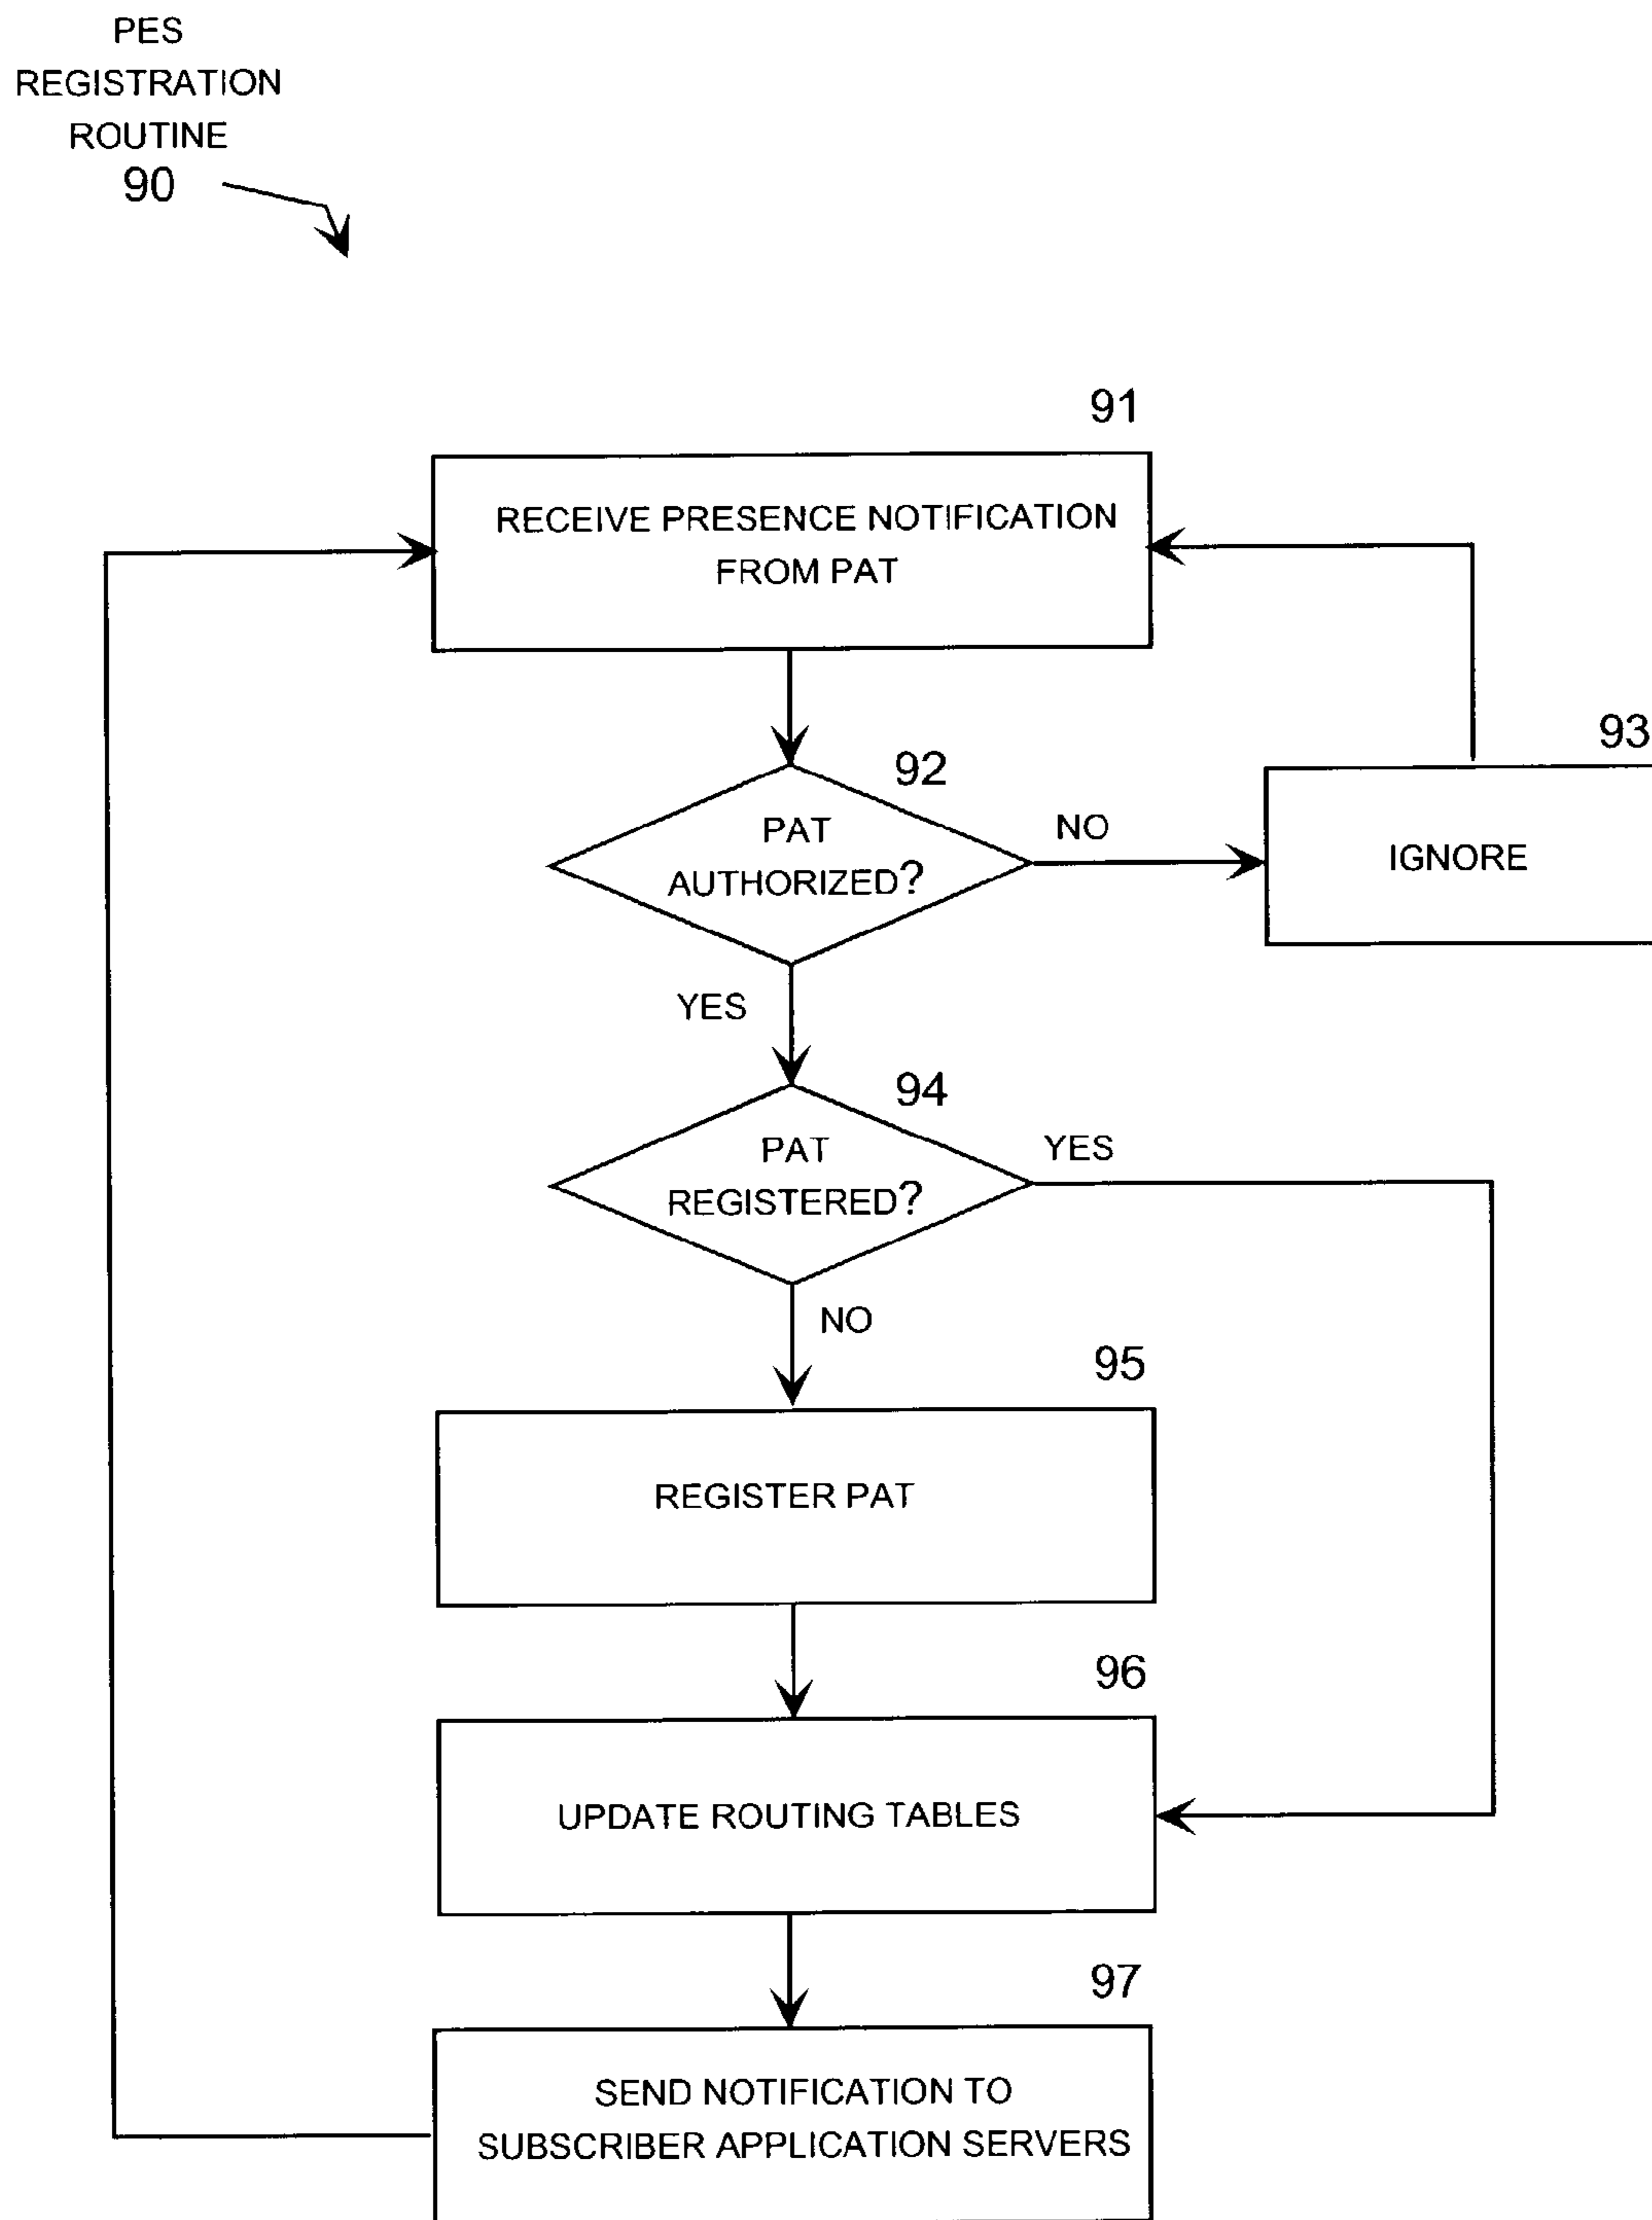 PES
REGISTRATION
ROUTINE
90
91
RECEIVE PRESENCE NOTIFICATION
FROM PAT
92
PAT
AUTHORIZED?
NO
93
IGNORE
YES
94
PAT
REGISTERED?
YES
NO
95
REGISTER PAT
96
UPDATE ROUTING TABLES
97
SEND NOTIFICATION TO
SUBSCRIBER APPLICATION SERVERS